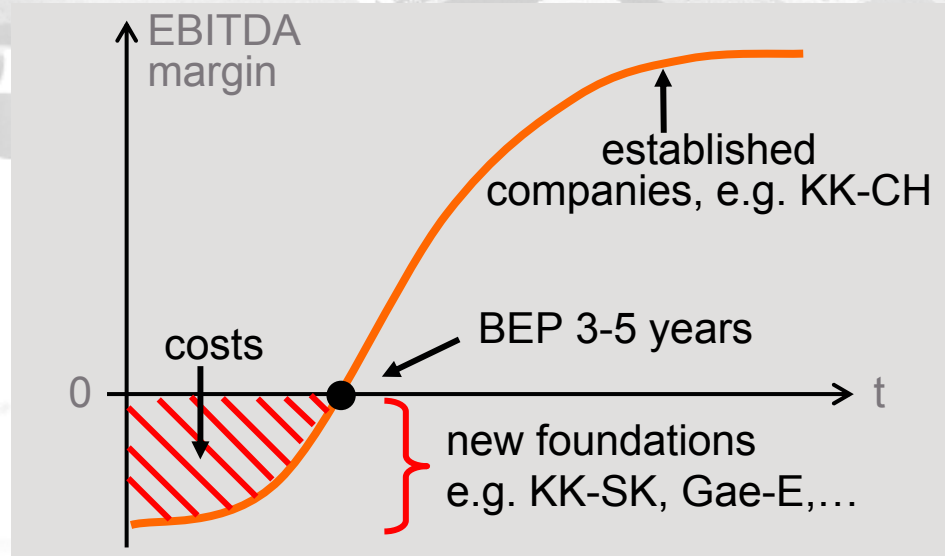 EBITDA
margin
established
companies, e.g. KK-CH
BEP 3-5 years
costs
0
t
new foundations
e.g. KK-SK, Gae-E,…